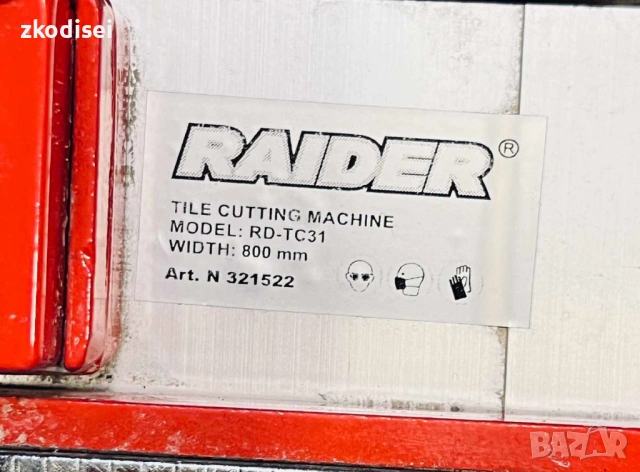 zkodisei
RAIDER®
TILE CUTTING MACHINE
MODEL: RD-TC31
WIDTH: 800 mm
Art. N 321522
BAZAR